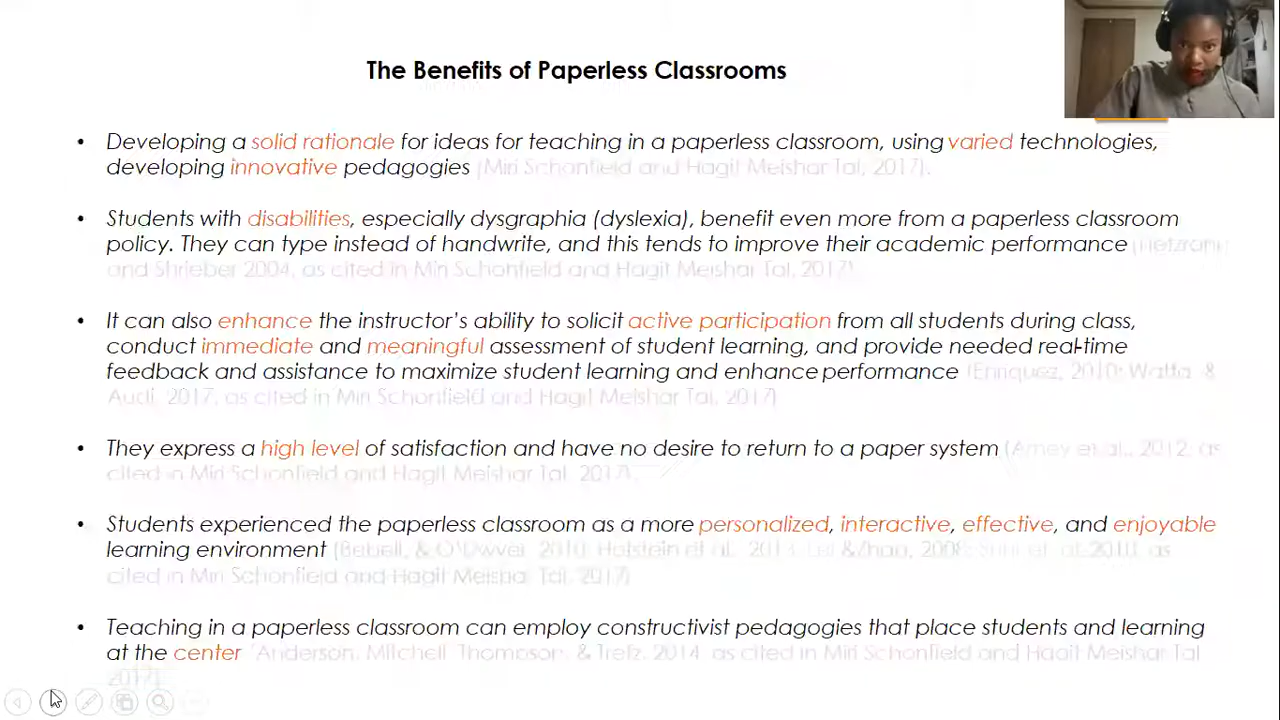 The Benefits of Paperless Classrooms
• Developing a solid rationale for ideas for teaching in a paperless classroom, using varied technologies,
developing innovative pedagogies (Miri Schonfield and Hagit Meishar Tal, 2017).
• Students with disabilities, especially dysgraphia (dyslexia), benefit even more from a paperless classroom
policy. They can type instead of handwrite, and this tends to improve their academic performance
and Shrieber 2004, as cited in Miri Schonfield and Hagit Meishar Tal, 2017).
• It can also enhance the instructor's ability to solicit active participation from all students during class,
conduct immediate and meaningful assessment of student learning, and provide needed real-time
feedback and assistance to maximize student learning and enhance performance (Enriquez, 2010; &
Audi, 2017, as cited in Miri Schonfield and Hagit Meishar Tal, 2017)
• They express a high level of satisfaction and have no desire to return to a paper system (Amey et al., 2012; as
cited in Miri Schonfield and Hagit Meishar Tal, 2017).
• Students experienced the paperless classroom as a more personalized, interactive, effective, and enjoyable
learning environment (Bebell, & 2010; et al., 2008; 2010, as
cited in Miri Schonfield and Hagit Meishar Tal, 2017)
• Teaching in a paperless classroom can employ constructivist pedagogies that place students and learning
at the center Anderson, Mitchell, Thompson, & Trefz, 2014, as cited in Miri Schonfield and Hagit Meishar Tal
2017).